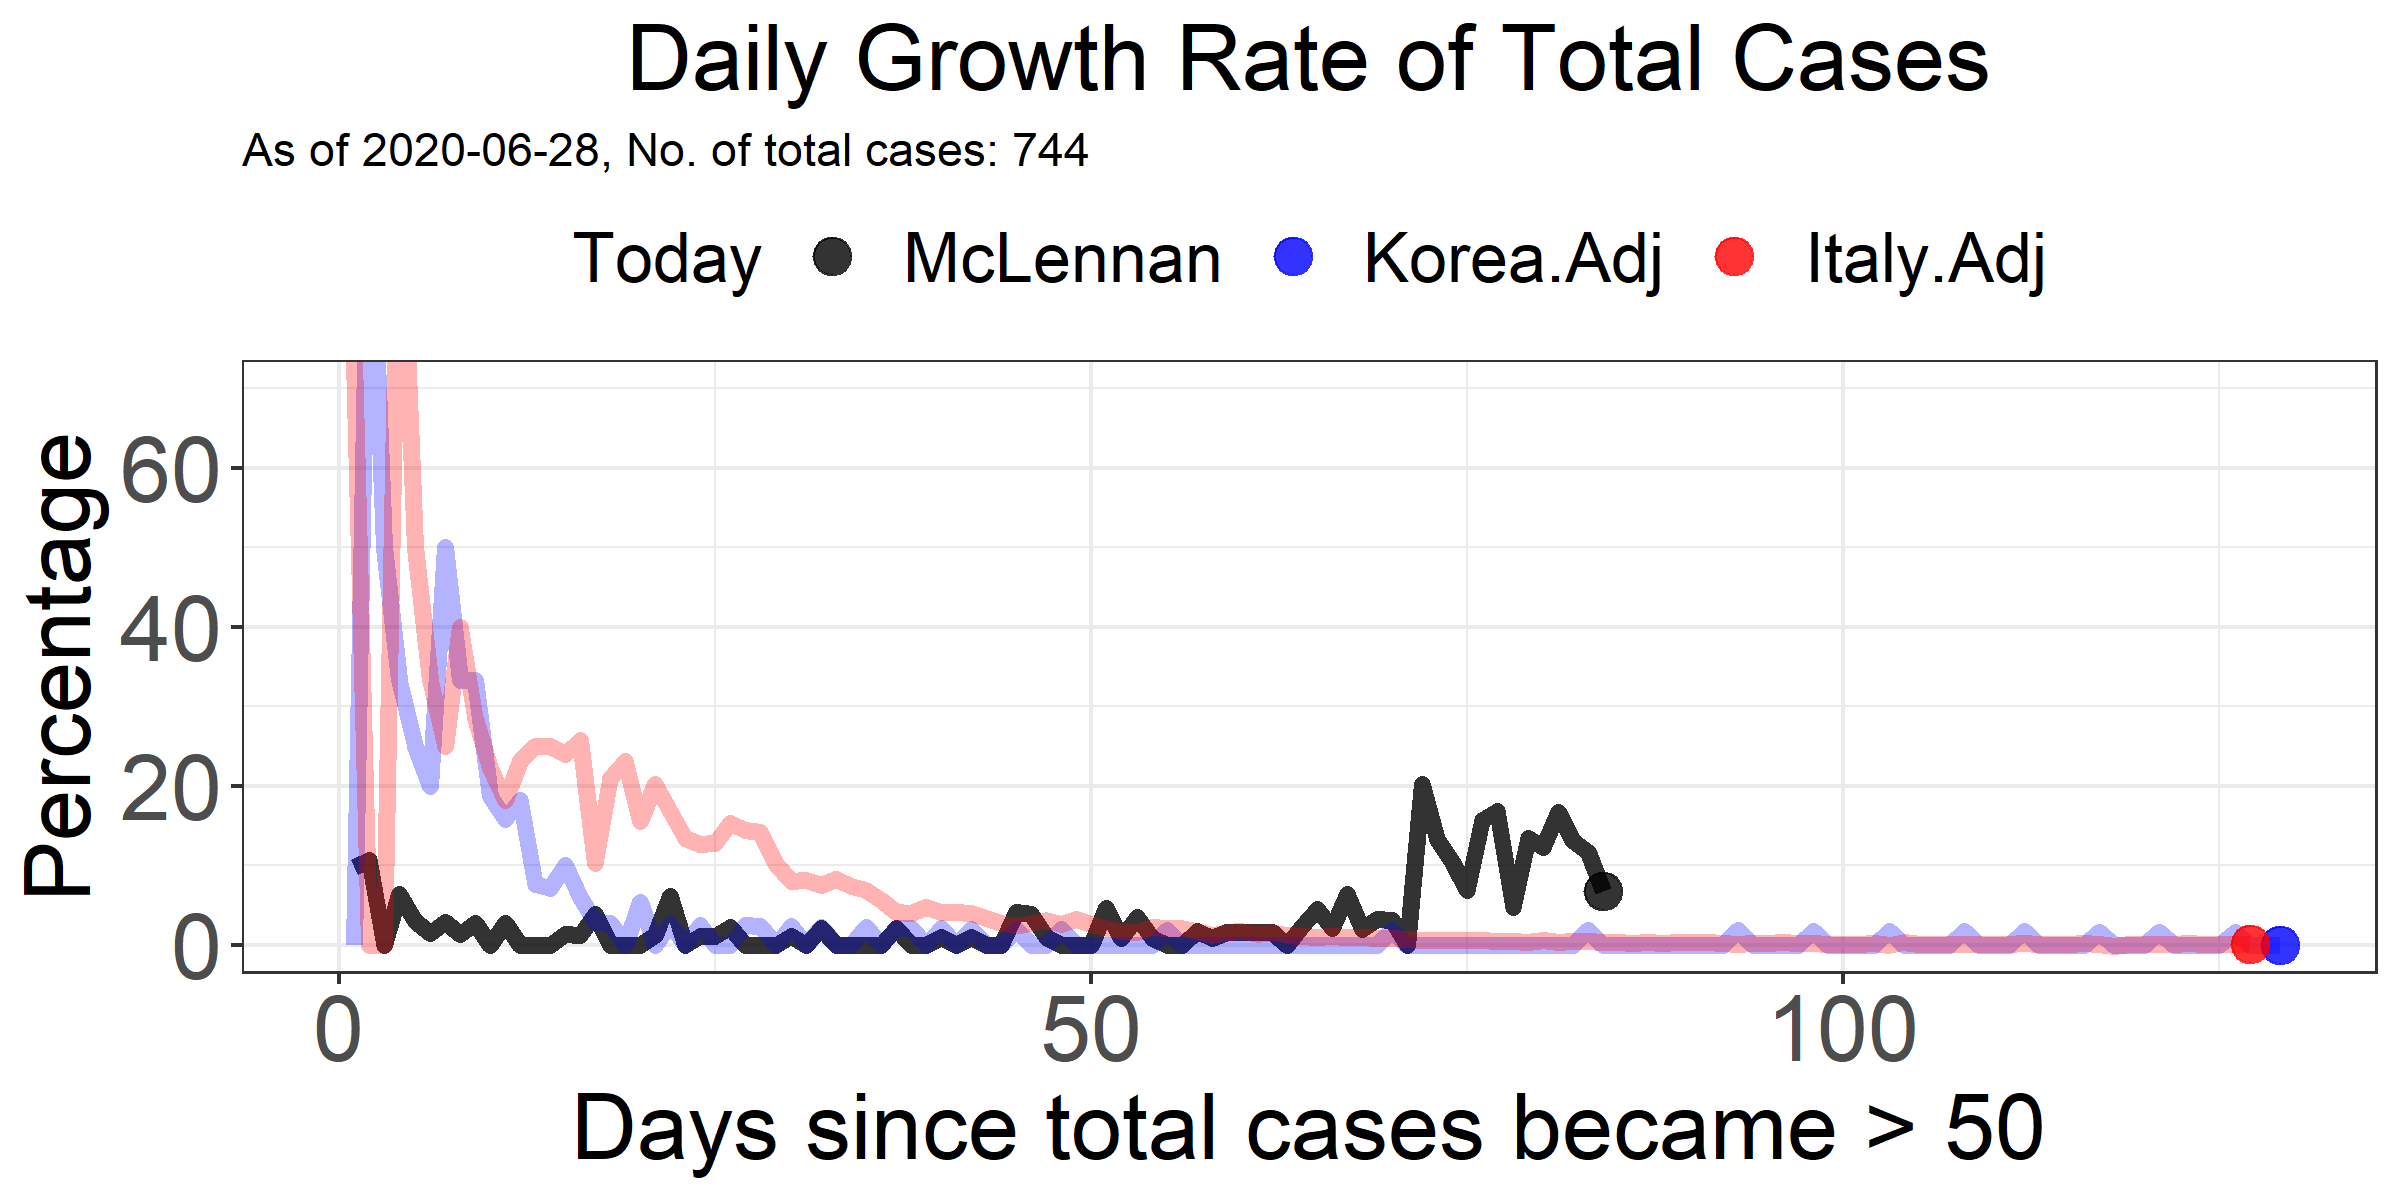 Daily Growth Rate of Total Cases
As of 2020-06-28, No. of total cases: 744
Today McLennan Korea.Adj Italy.Adj
Percentage
60
40
20
0
0 50 100
Days since total cases became > 50